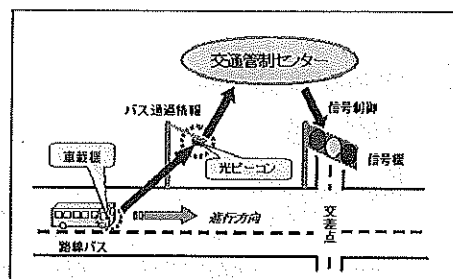 交通管制センター
バス通過情報
信号制御
車載機
光ビーコン
信号機
進行方向
交差点
路線バス